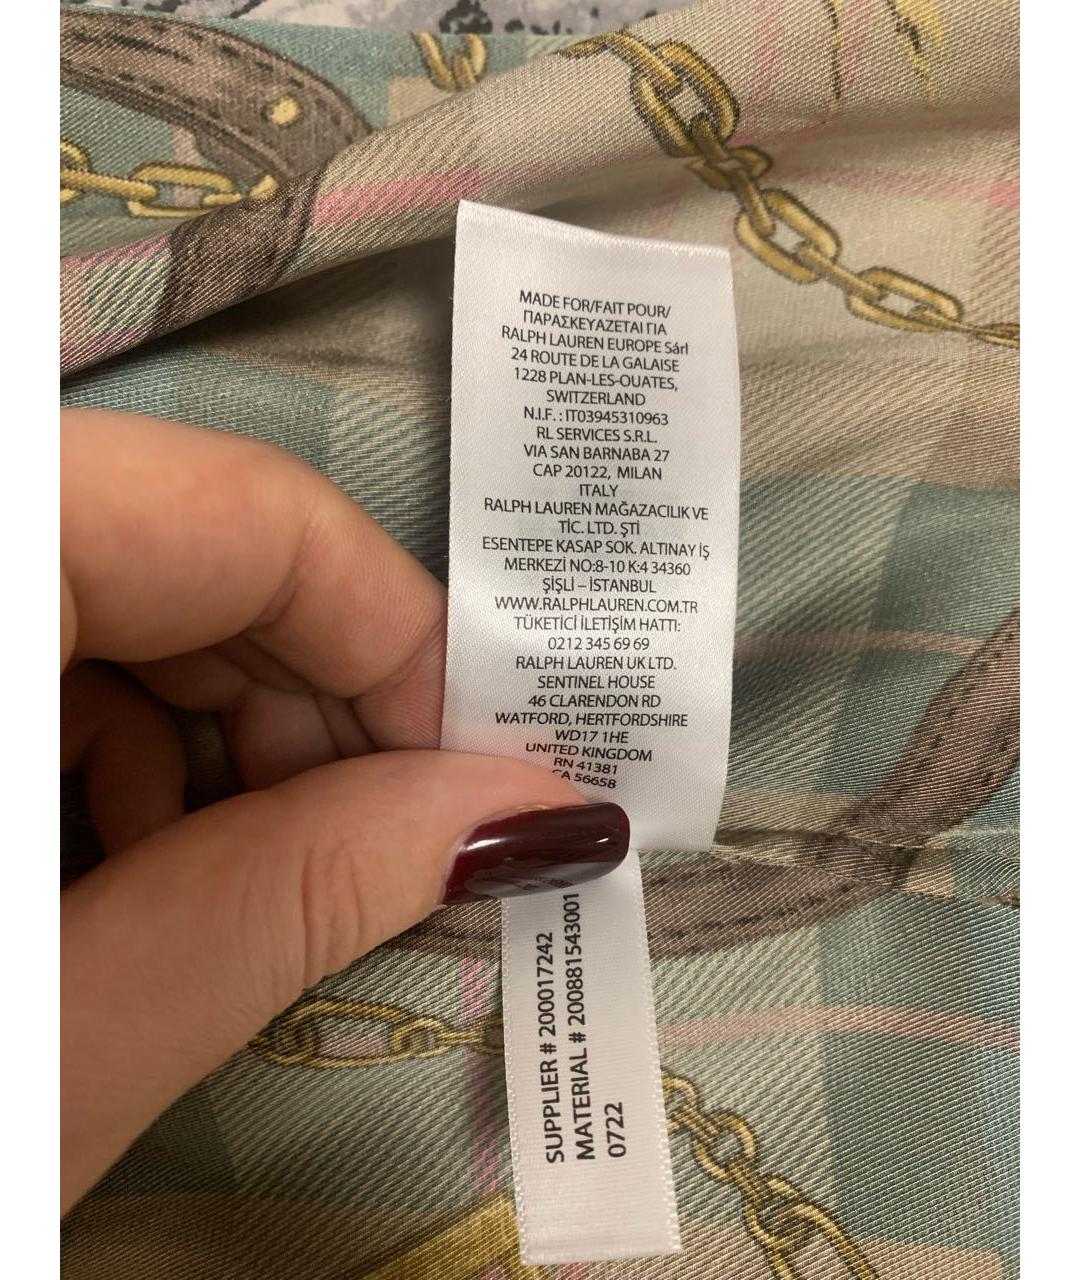 MADE FOR/FAIT POUR/
ΠΑΡΑΣΚΕΥΑΖΕΤΑΙ ΓΙΑ
RALPH LAUREN EUROPE Sárl
24 ROUTE DE LA GALAISE
1228 PLAN-LES-OUATES,
SWITZERLAND
N.I.F. : IT03945310963
RL SERVICES S.R.L.
VIA SAN BARNABA 27
CAP 20122, MILAN
ITALY
RALPH LAUREN MAĞAZACILIK VE
TİC. LTD. ŞTİ
ESENTEPE KASAP SOK. ALTINAY İŞ
MERKEZİ NO:8-10 K:4 34360
ŞİŞLİ – İSTANBUL
WWW.RALPHLAUREN.COM.TR
TÜKETİCİ İLETİŞİM HATTI:
0212 345 69 69
RALPH LAUREN UK LTD.
SENTINEL HOUSE
46 CLARENDON RD
WATFORD, HERTFORDSHIRE
WD17 1HE
UNITED KINGDOM
RN 41381
CA 56658
SUPPLIER # 200017242
MATERIAL # 200881543001
0722